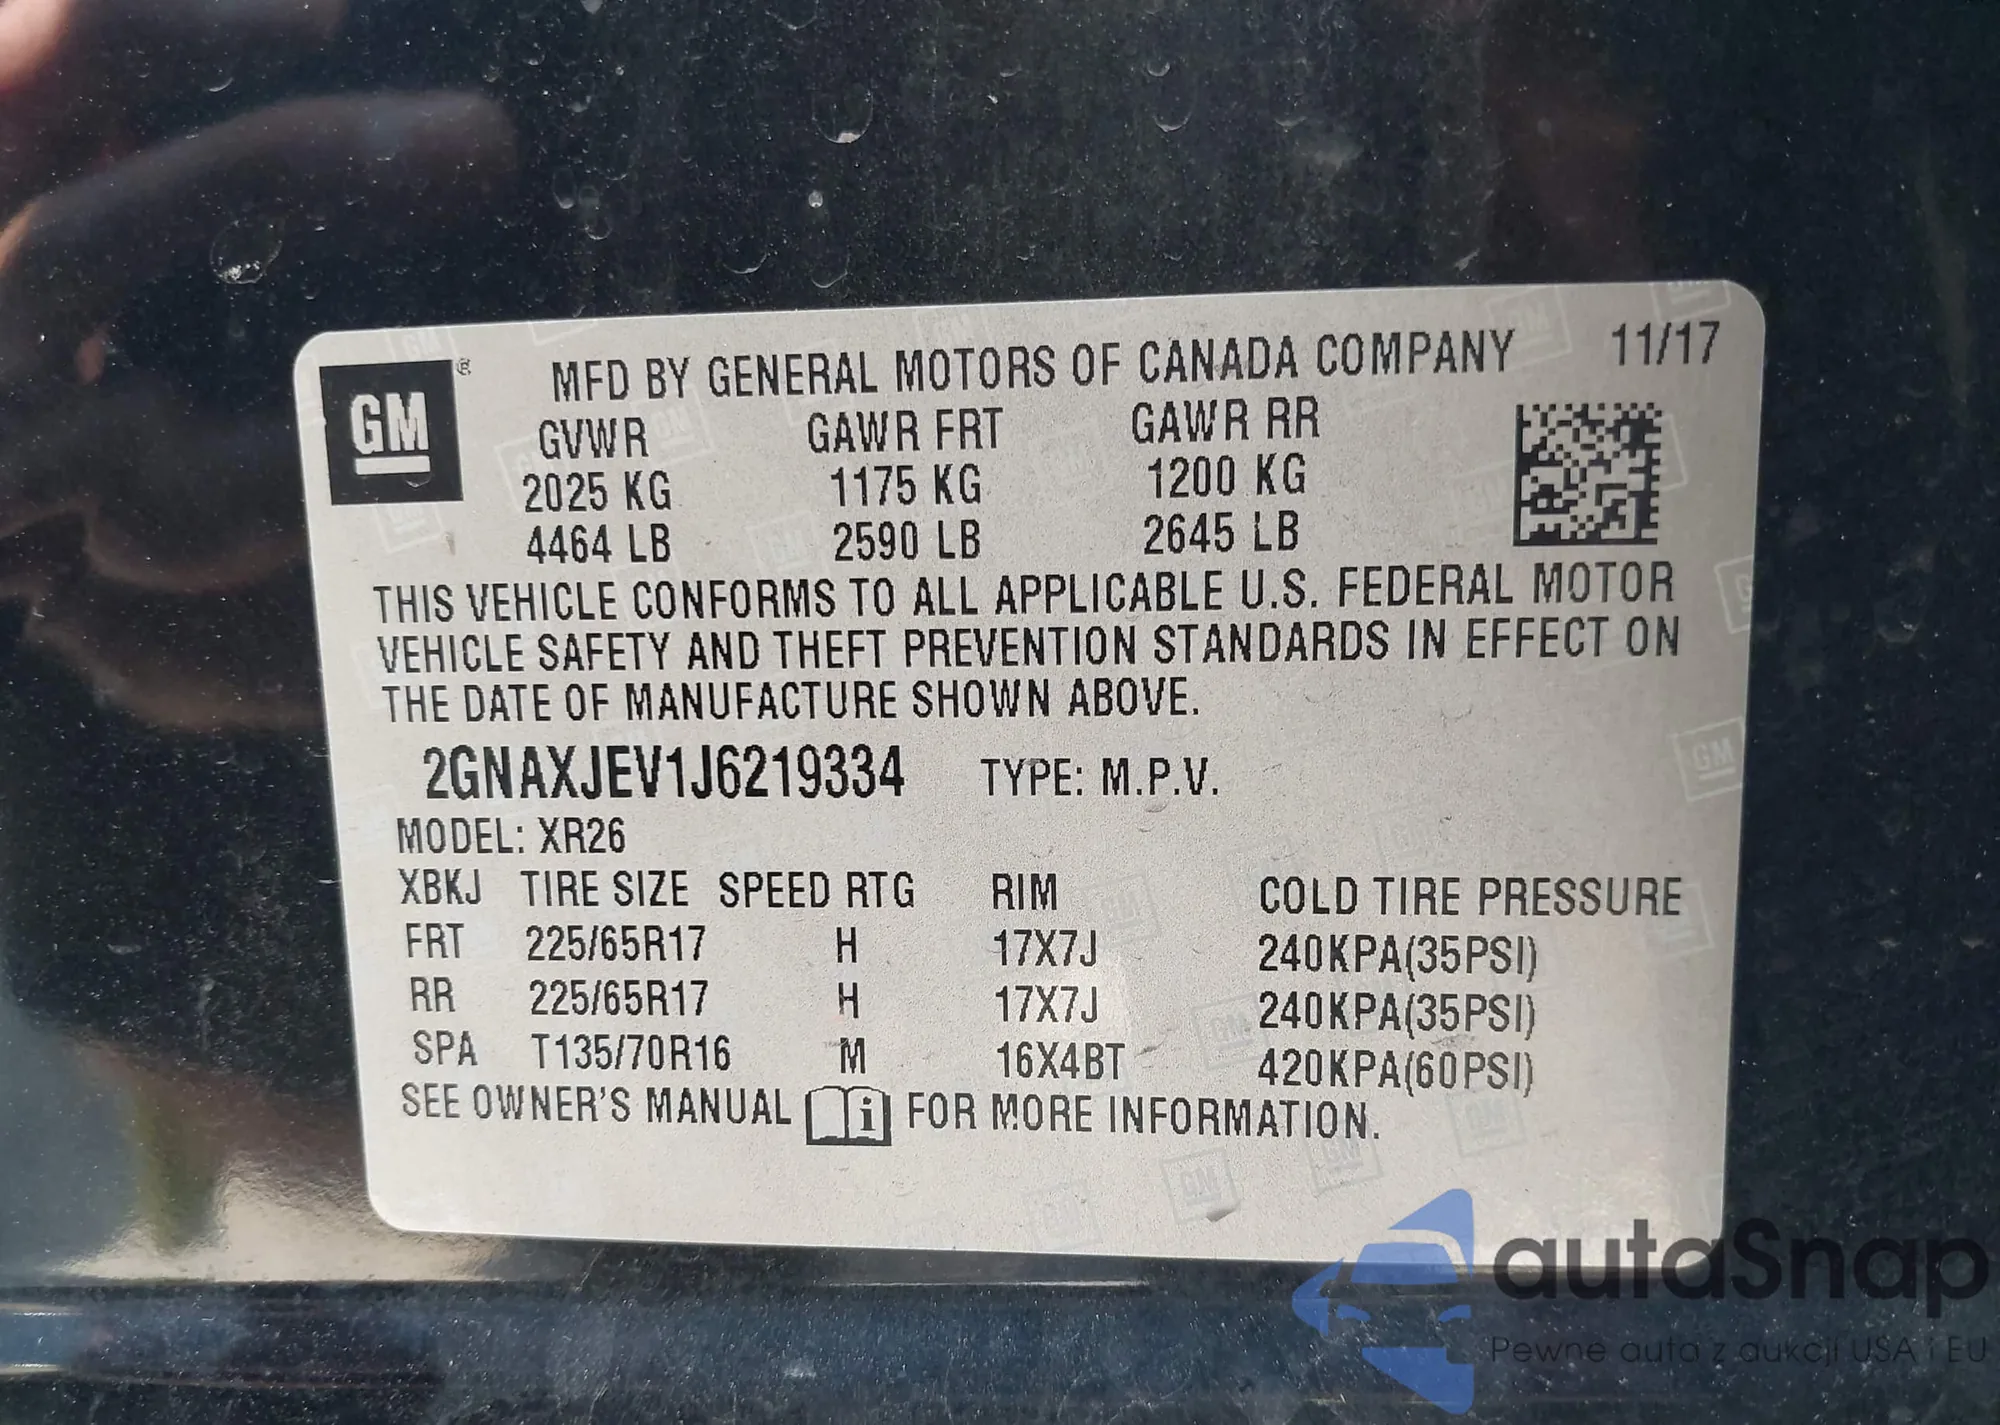 GM ®
MFD BY GENERAL MOTORS OF CANADA COMPANY 11/17
GVWR GAWR FRT GAWR RR
2025 KG 1175 KG 1200 KG
4464 LB 2590 LB 2645 LB
THIS VEHICLE CONFORMS TO ALL APPLICABLE U.S. FEDERAL MOTOR
VEHICLE SAFETY AND THEFT PREVENTION STANDARDS IN EFFECT ON
THE DATE OF MANUFACTURE SHOWN ABOVE.
2GNAXJEV1J6219334 TYPE: M.P.V.
MODEL: XR26
XBKJ TIRE SIZE SPEED RTG RIM COLD TIRE PRESSURE
FRT 225/65R17 H 17X7J 240KPA(35PSI)
RR 225/65R17 H 17X7J 240KPA(35PSI)
SPA T135/70R16 M 16X4BT 420KPA(60PSI)
SEE OWNER'S MANUAL i FOR MORE INFORMATION.
autaSnap
Pewne auta z aukcji USA i EU